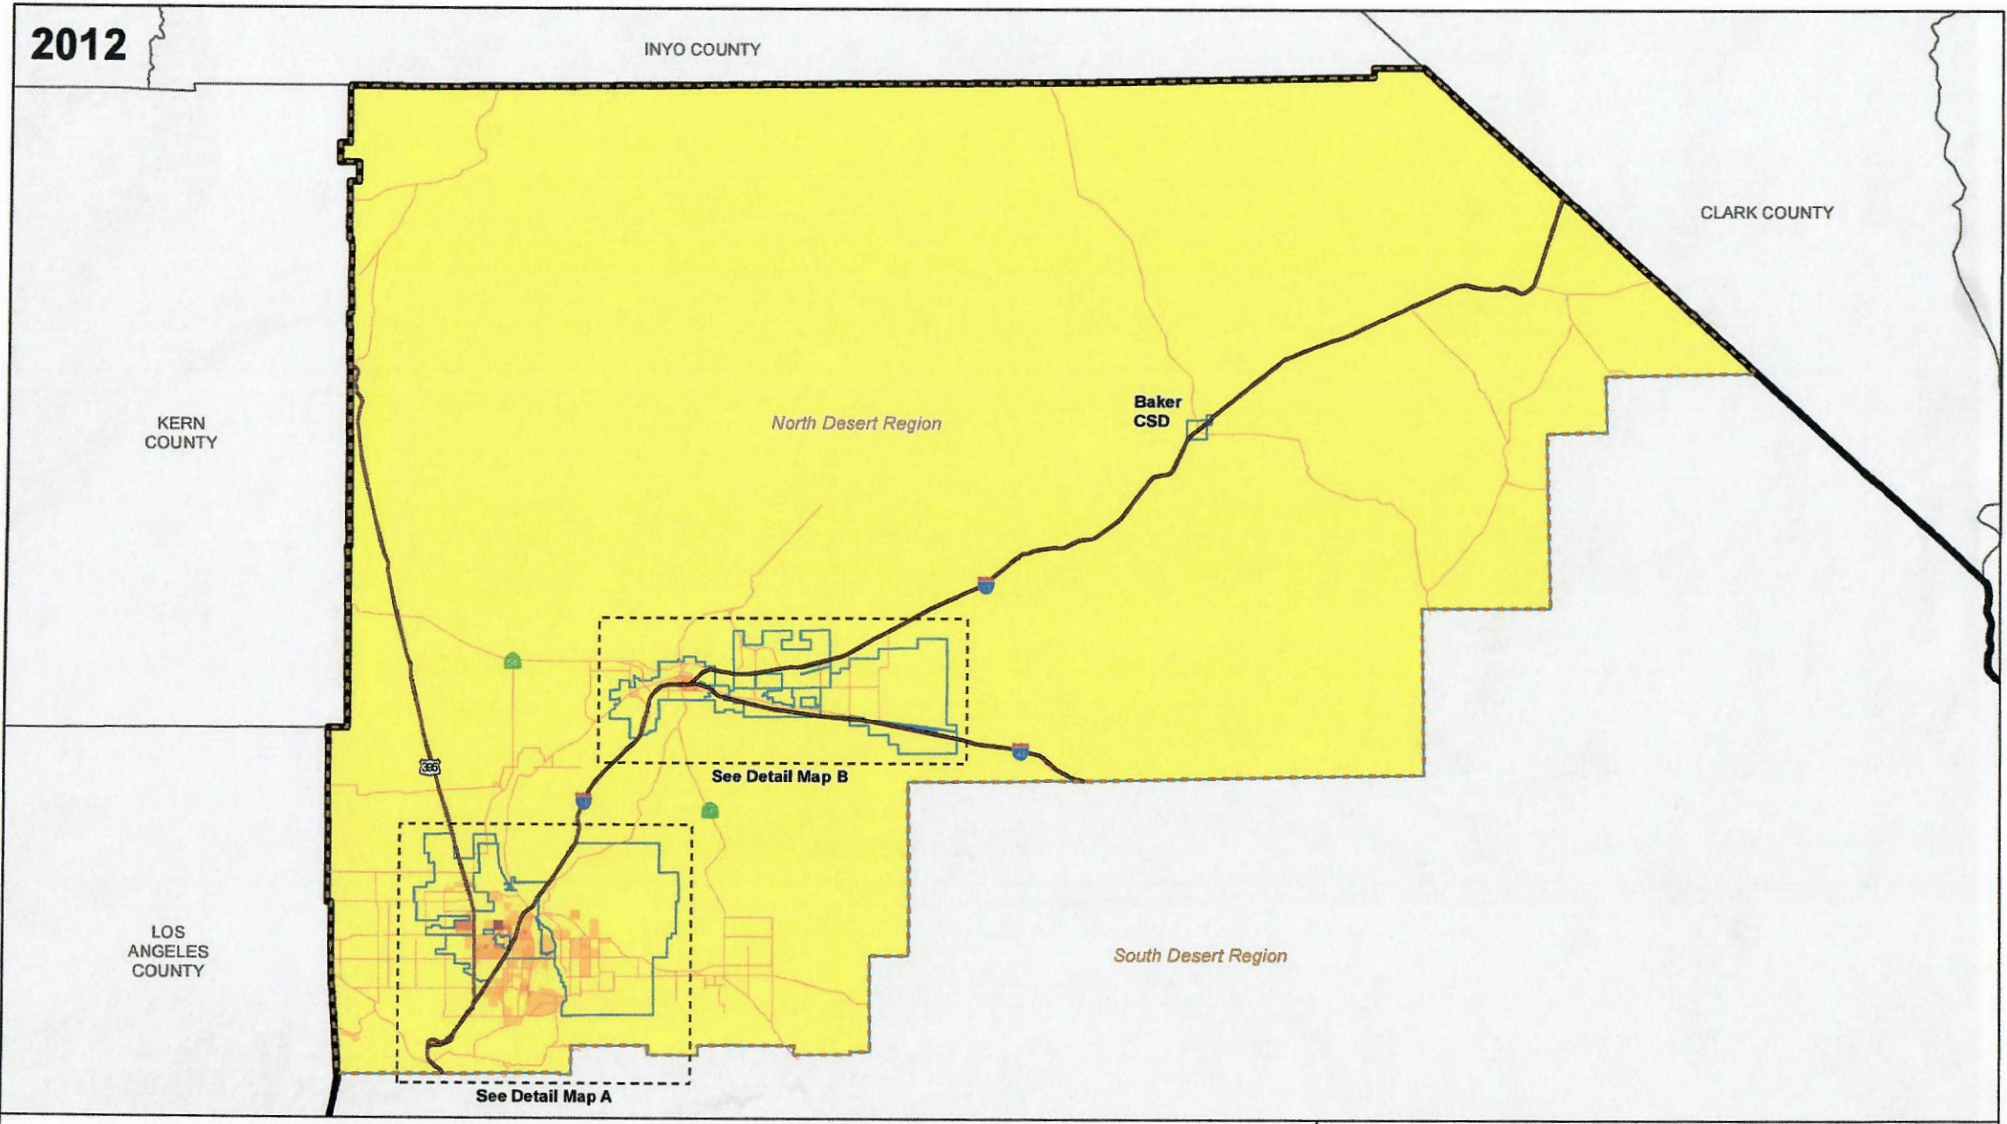 2012
INYO COUNTY
CLARK COUNTY
KERN
COUNTY
Baker
CSD
North Desert Region
395
See Detail Map B
LOS
ANGELES
COUNTY
South Desert Region
See Detail Map A